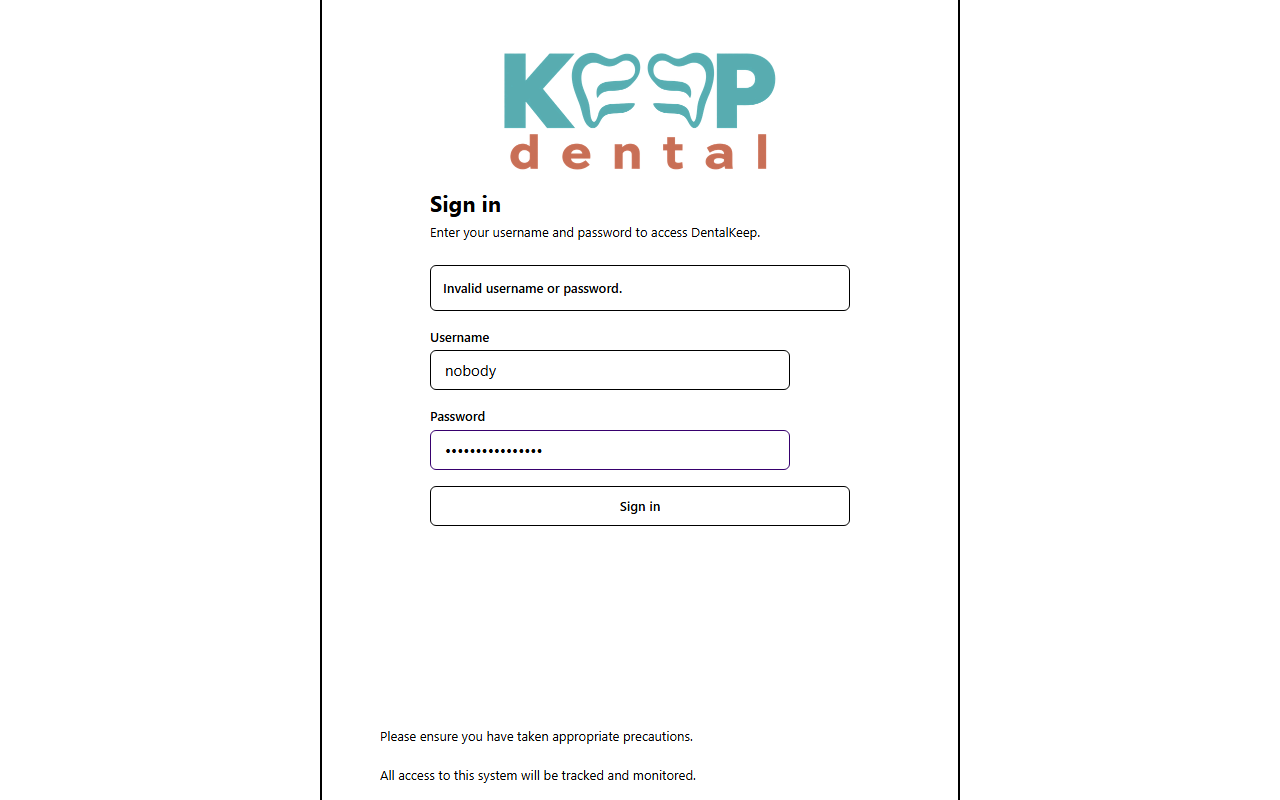 KEEP
dental
Sign in
Enter your username and password to access DentalKeep.
Invalid username or password.
Username
nobody
Password
••••••••••••••••
Sign in
Please ensure you have taken appropriate precautions.
All access to this system will be tracked and monitored.